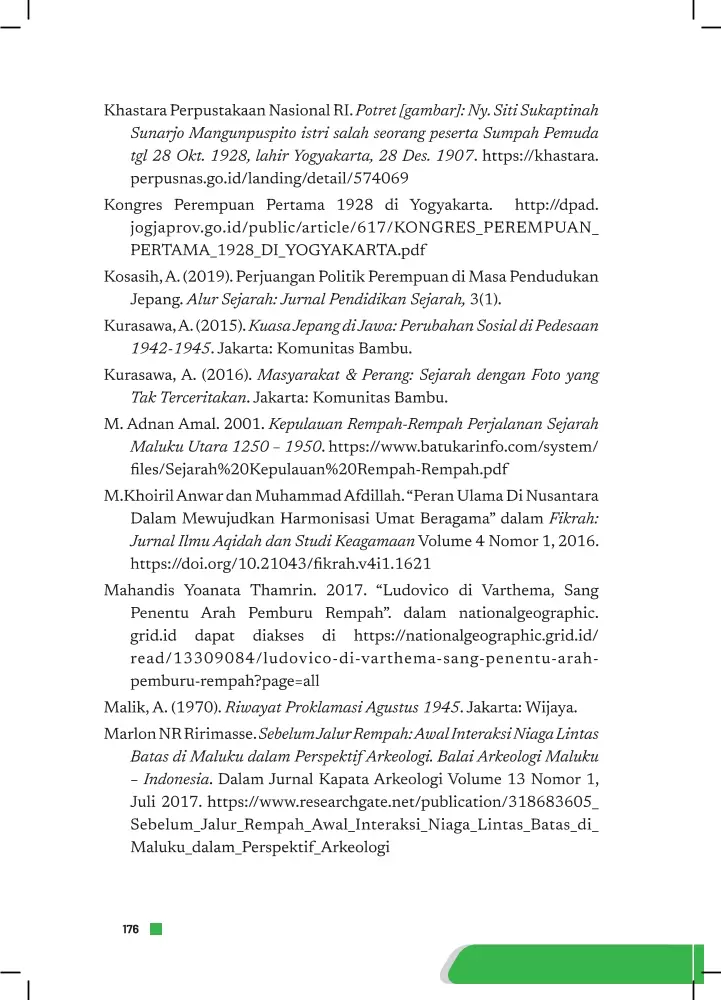 Khastara Perpustakaan Nasional RI. Potret [gambar]: Ny. Siti Sukaptinah
Sunarjo Mangunpuspito istri salah seorang peserta Sumpah Pemuda
tgl 28 Okt. 1928, lahir Yogyakarta, 28 Des. 1907. https://khastara.
perpusnas.go.id/landing/detail/574069
Kongres Perempuan Pertama 1928 di Yogyakarta. http://dpad.
jogjaprov.go.id/public/article/617/KONGRES_PEREMPUAN_
PERTAMA_1928_DI_YOGYAKARTA.pdf
Kosasih, A. (2019). Perjuangan Politik Perempuan di Masa Pendudukan
Jepang. Alur Sejarah: Jurnal Pendidikan Sejarah, 3(1).
Kurasawa, A. (2015). Kuasa Jepang di Jawa: Perubahan Sosial di Pedesaan
1942-1945. Jakarta: Komunitas Bambu.
Kurasawa, A. (2016). Masyarakat & Perang: Sejarah dengan Foto yang
Tak Terceritakan. Jakarta: Komunitas Bambu.
M. Adnan Amal. 2001. Kepulauan Rempah-Rempah Perjalanan Sejarah
Maluku Utara 1250 – 1950. https://www.batukarinfo.com/system/
files/Sejarah%20Kepulauan%20Rempah-Rempah.pdf
M.Khoiril Anwar dan Muhammad Afdillah. “Peran Ulama Di Nusantara
Dalam Mewujudkan Harmonisasi Umat Beragama” dalam Fikrah:
Jurnal Ilmu Aqidah dan Studi Keagamaan Volume 4 Nomor 1, 2016.
https://doi.org/10.21043/fikrah.v4i1.1621
Mahandis Yoanata Thamrin. 2017. “Ludovico di Varthema, Sang
Penentu Arah Pemburu Rempah”. dalam nationalgeographic.
grid.id dapat diakses di https://nationalgeographic.grid.id/
read/13309084/ludovico-di-varthema-sang-penentu-arah-
pemburu-rempah?page=all
Malik, A. (1970). Riwayat Proklamasi Agustus 1945. Jakarta: Wijaya.
Marlon NR Ririmasse. Sebelum Jalur Rempah: Awal Interaksi Niaga Lintas
Batas di Maluku dalam Perspektif Arkeologi. Balai Arkeologi Maluku
– Indonesia. Dalam Jurnal Kapata Arkeologi Volume 13 Nomor 1,
Juli 2017. https://www.researchgate.net/publication/318683605_
Sebelum_Jalur_Rempah_Awal_Interaksi_Niaga_Lintas_Batas_di_
Maluku_dalam_Perspektif_Arkeologi
176